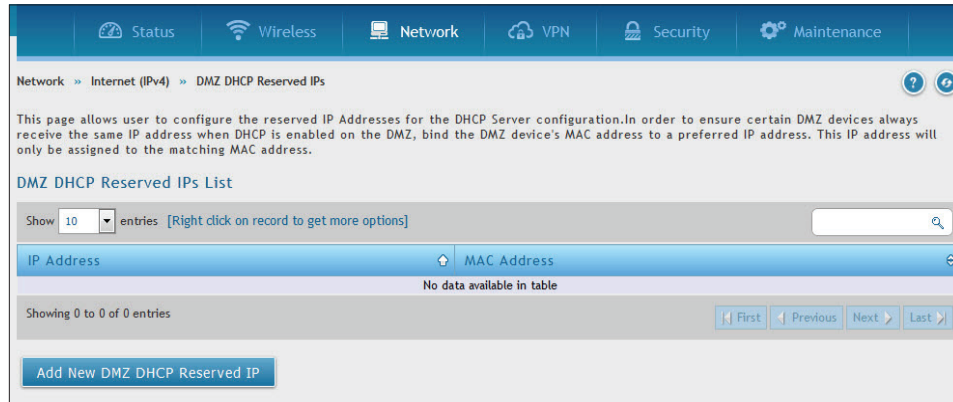 Status Wireless Network VPN Security Maintenance
Network » Internet (IPv4) » DMZ DHCP Reserved IPs
This page allows user to configure the reserved IP Addresses for the DHCP Server configuration.In order to ensure certain DMZ devices always
receive the same IP address when DHCP is enabled on the DMZ, bind the DMZ device's MAC address to a preferred IP address. This IP address will
only be assigned to the matching MAC address.
DMZ DHCP Reserved IPs List
Show 10 entries [Right click on record to get more options]
IP Address MAC Address
No data available in table
Showing 0 to 0 of 0 entries First Previous Next Last
Add New DMZ DHCP Reserved IP